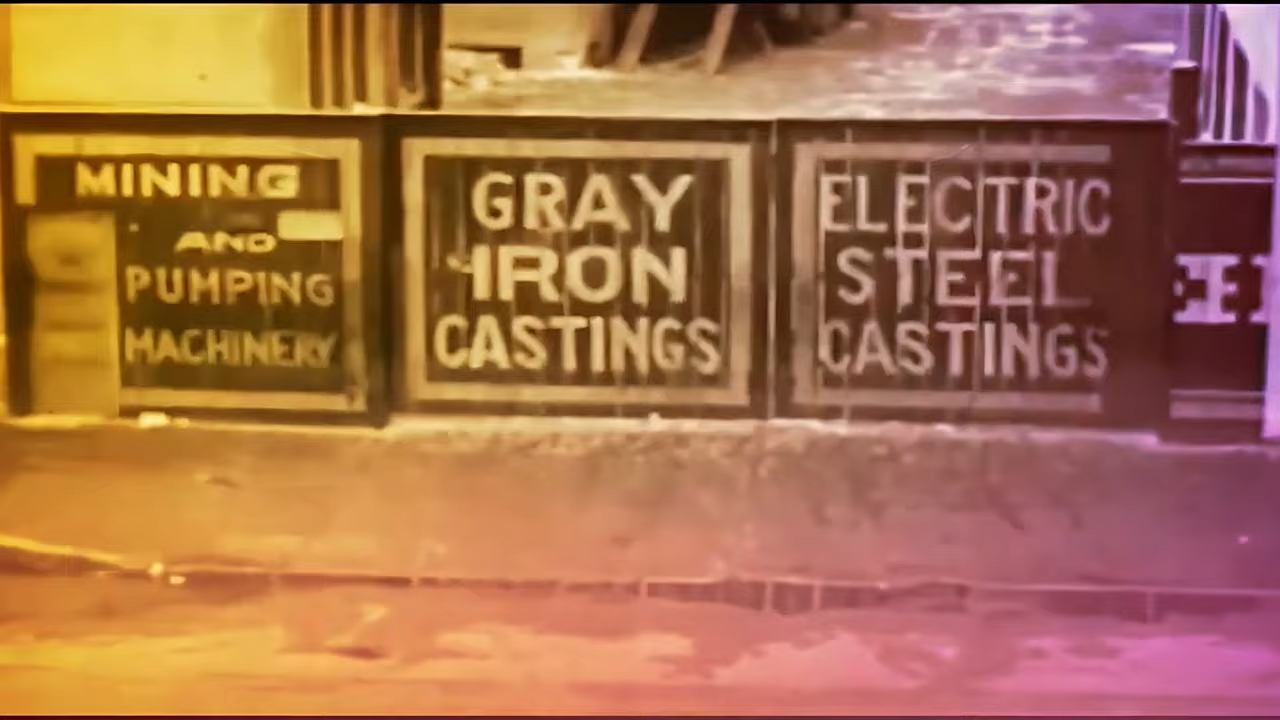 MINING
AND
PUMPING
MACHINERY
GRAY
IRON
CASTINGS
ELECTRIC
STEEL
CASTINGS